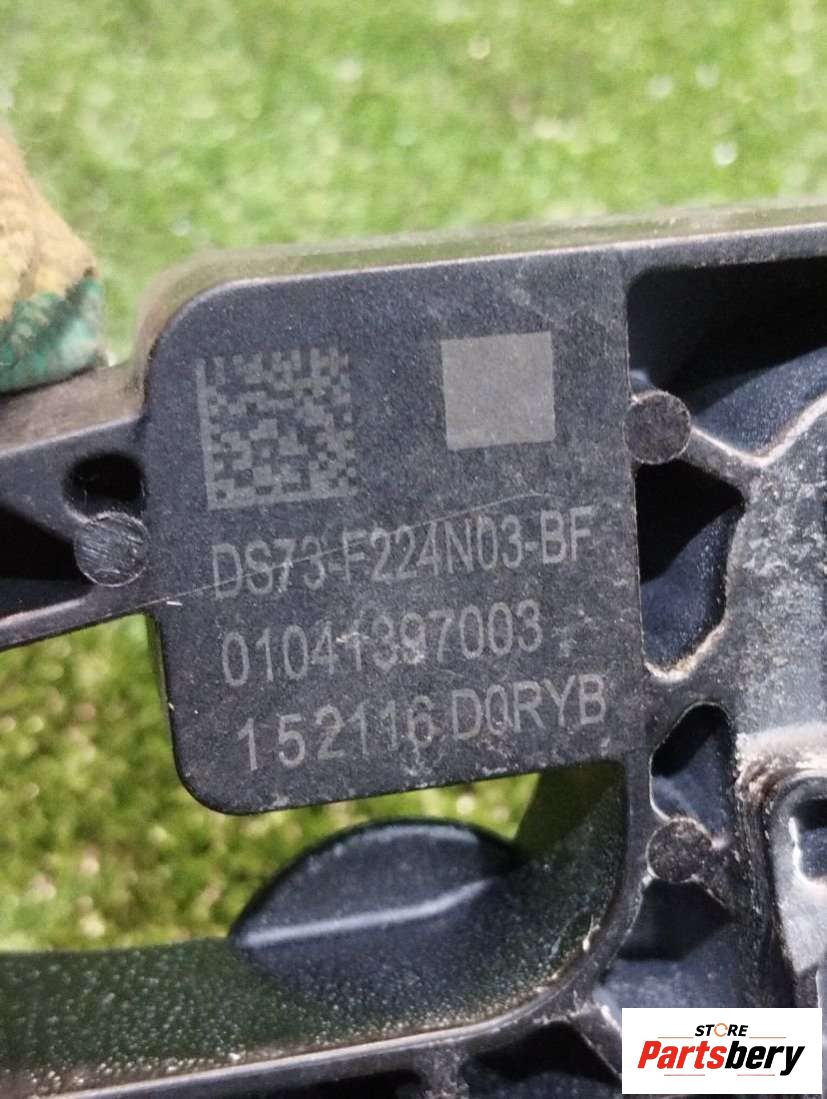 DS73-F224N03-BF
01041397003
152116 D0RYB
STORE
Partsbery